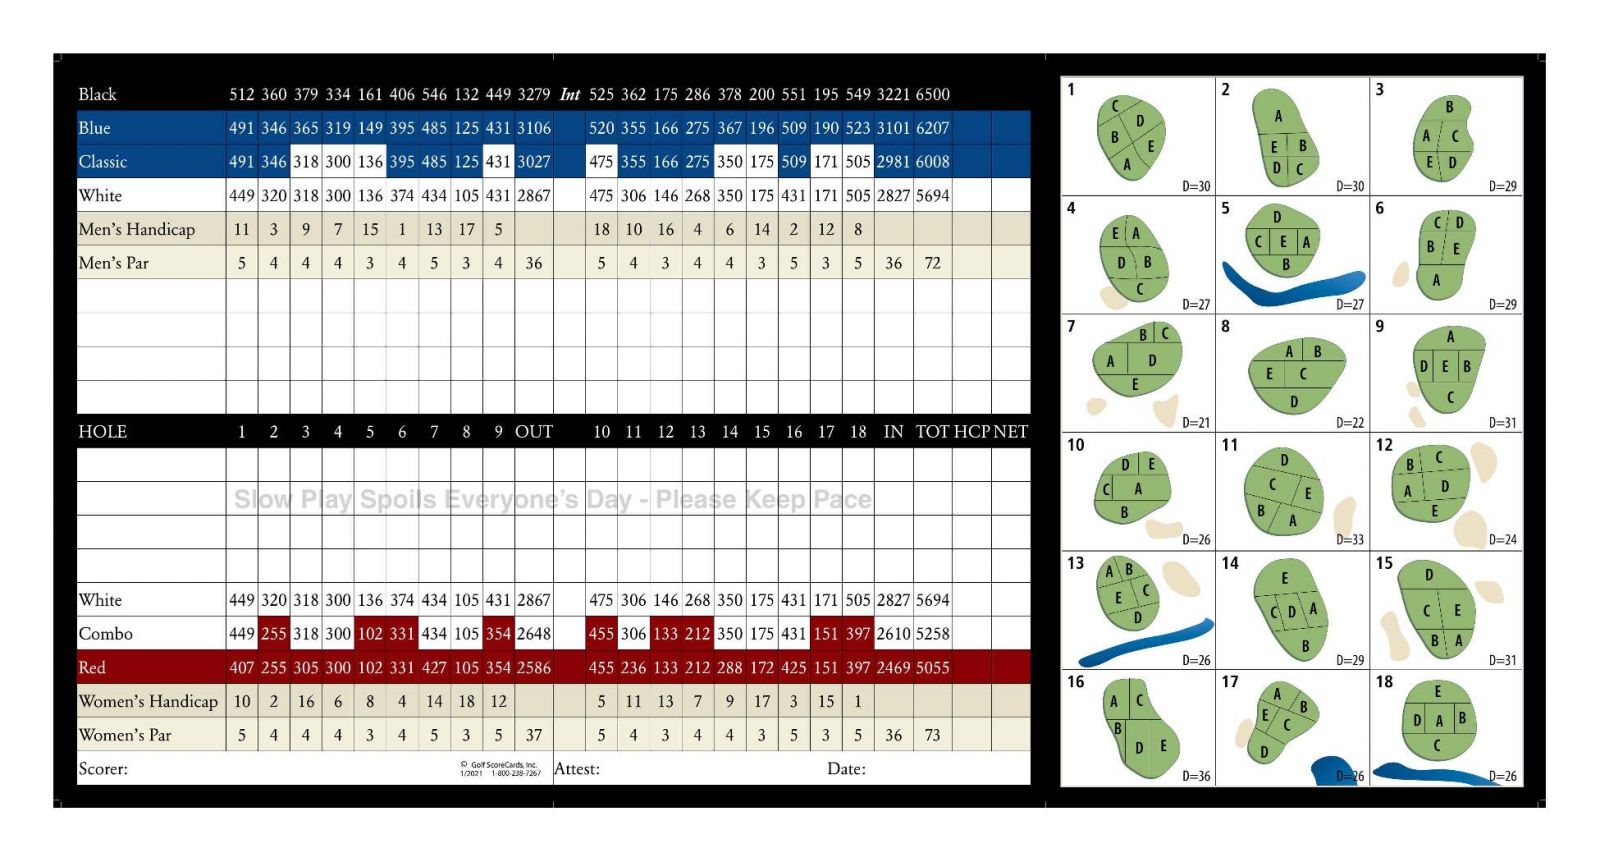 Black 512 360 379 334 161 406 546 132 449 3279 Int 525 362 175 286 378 200 551 195 549 3221 6500
Blue 491 346 365 319 149 395 485 125 431 3106 520 355 166 275 367 196 509 190 523 3101 6207
Classic 491 346 318 300 136 395 485 125 431 3027 475 355 166 275 350 175 509 171 505 2981 6008
White 449 320 318 300 136 374 434 105 431 2867 475 306 146 268 350 175 431 171 505 2827 5694
Men's Handicap 11 3 9 7 15 1 13 17 5 18 10 16 4 6 14 2 12 8
Men's Par 5 4 4 4 3 4 5 3 4 36 5 4 3 4 4 3 5 3 5 36 72
HOLE 1 2 3 4 5 6 7 8 9 OUT 10 11 12 13 14 15 16 17 18 IN TOT HCP NET
Slow Play Spoils Everyone's Day - Please Keep Pace
White 449 320 318 300 136 374 434 105 431 2867 475 306 146 268 350 175 431 171 505 2827 5694
Combo 449 255 318 300 102 331 434 105 354 2648 455 306 133 212 350 175 431 151 397 2610 5258
Red 407 255 305 300 102 331 427 105 354 2586 455 236 133 212 288 172 425 151 397 2469 5055
Women's Handicap 10 2 16 6 8 4 14 18 12 5 11 13 7 9 17 3 15 1
Women's Par 5 4 4 4 3 4 5 3 5 37 5 4 3 4 4 3 5 3 5 36 73
Scorer: © Golf ScoreCards, Inc. Attest: Date:
1/2021 1-800-238-7267
1
C
D
B
E
A
D=30
2
A
E B
D C
D=30
3
B
A C
E D
D=29
4
E A
D B
C
D=27
5
D
C E A
B
D=27
6
C D
B E
A
D=29
7
B C
A D
E
D=21
8
A B
E C
D
D=22
9
A
D E B
C
D=31
10
D E
C A
B
D=26
11
D
C
E
B
A
D=33
12
B C
A D
E
D=24
13
A B
E C
D
D=26
14
E
C D A
B
D=29
15
D
C E
B A
D=31
16
A C
B
D E
D=36
17
A
B
E
C
D
D=26
18
E
D A B
C
D=26